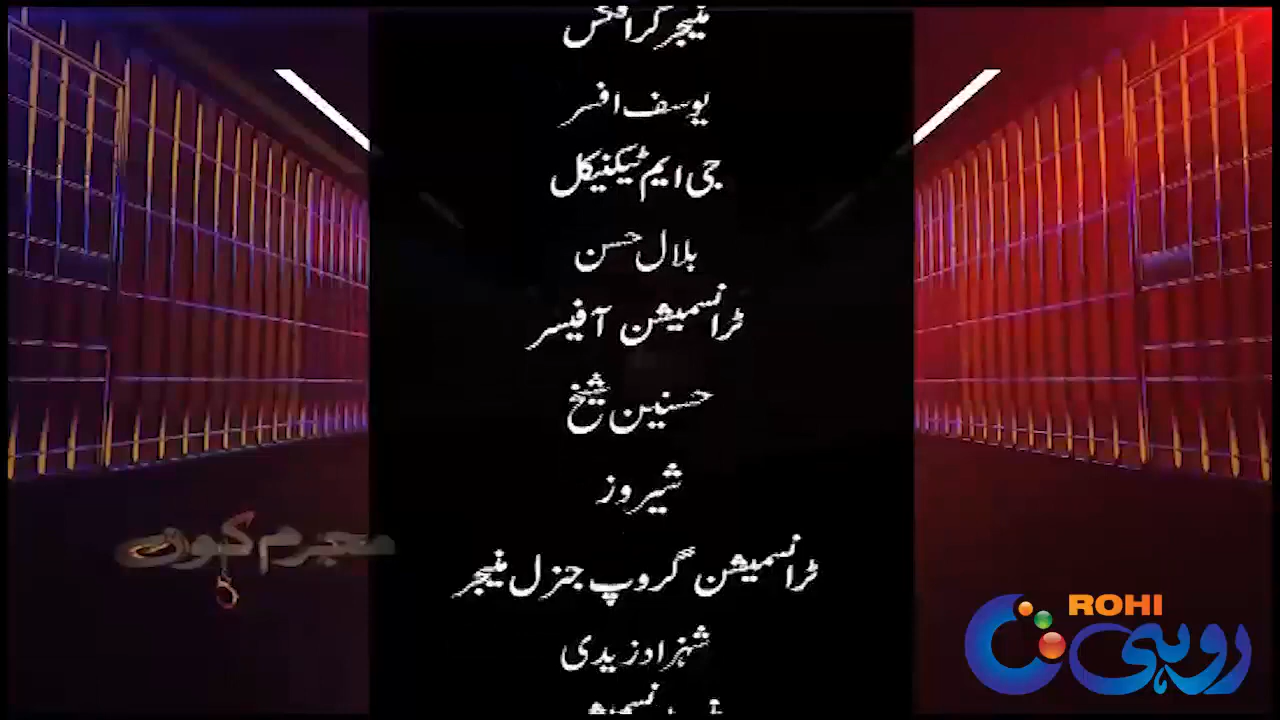 منیجر گرافکس
یوسف افسر
جی ایم ٹیکنیکل
بلال حسن
ٹرانسمیشن آفیسر
حسنین شیخ
شیروز
ٹرانسمیشن گروپ جنرل منیجر
شہزاد زیدی
مجرم کون
ROHI
روہی